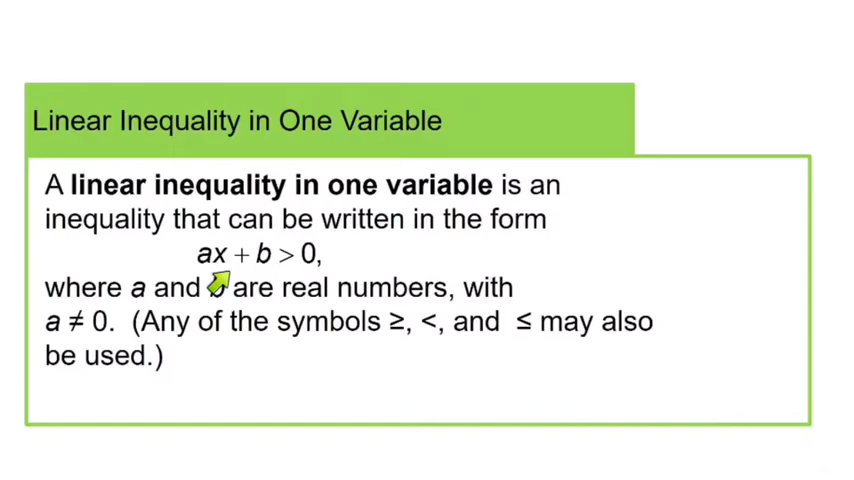 Linear Inequality in One Variable
A linear inequality in one variable is an
inequality that can be written in the form
ax + b > 0,
where a and b are real numbers, with
a ≠ 0. (Any of the symbols ≥, <, and ≤ may also
be used.)